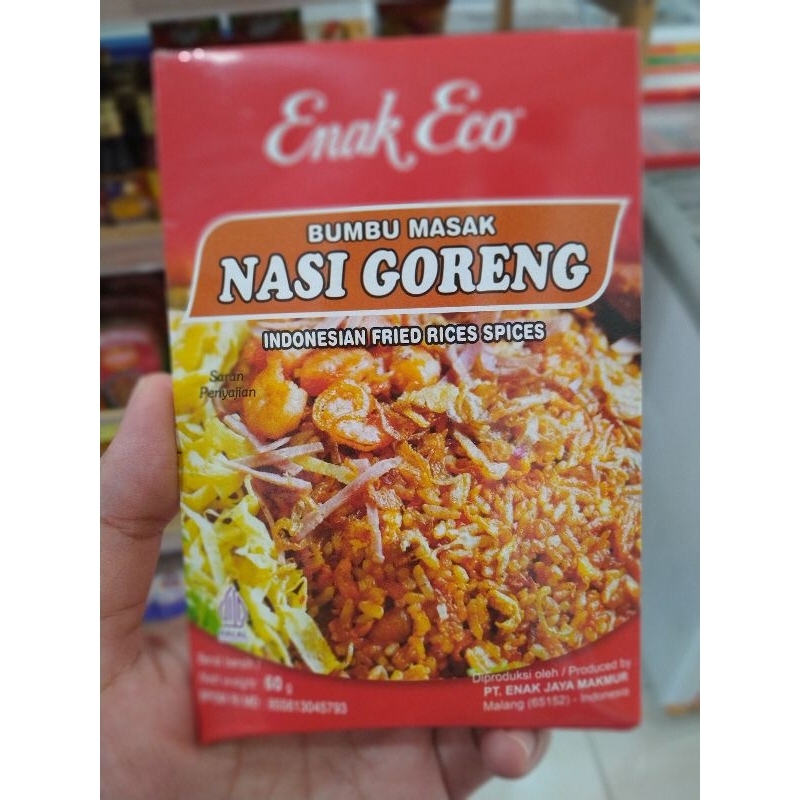 Enak Eco
BUMBU MASAK
NASI GORENG
INDONESIAN FRIED RICES SPICES
Saran
Penyajian
HALAL
60 g
Diproduksi oleh / Produced by
PT. ENAK JAYA MAKMUR
Malang (65152) - Indonesia